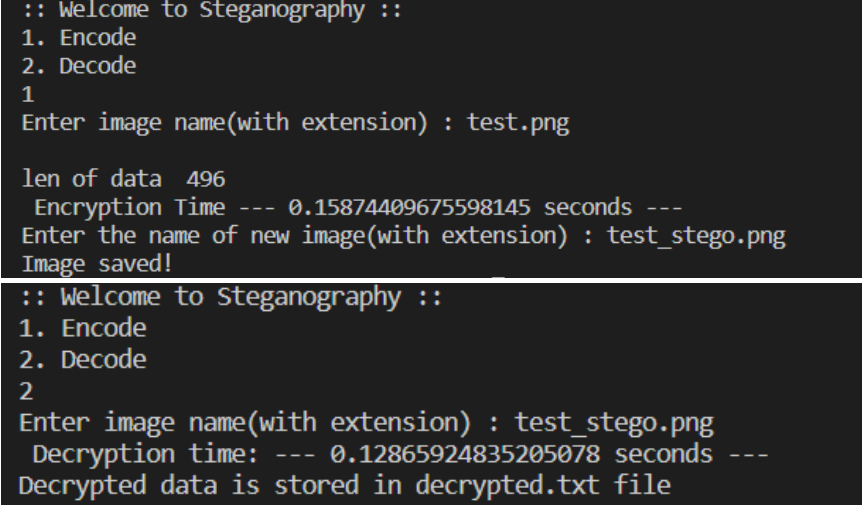 :: Welcome to Steganography ::
1. Encode
2. Decode
1
Enter image name(with extension) : test.png
len of data  496
 Encryption Time --- 0.15874409675598145 seconds ---
Enter the name of new image(with extension) : test_stego.png
Image saved!
:: Welcome to Steganography ::
1. Encode
2. Decode
2
Enter image name(with extension) : test_stego.png
 Decryption time: --- 0.12865924835205078 seconds ---
Decrypted data is stored in decrypted.txt file